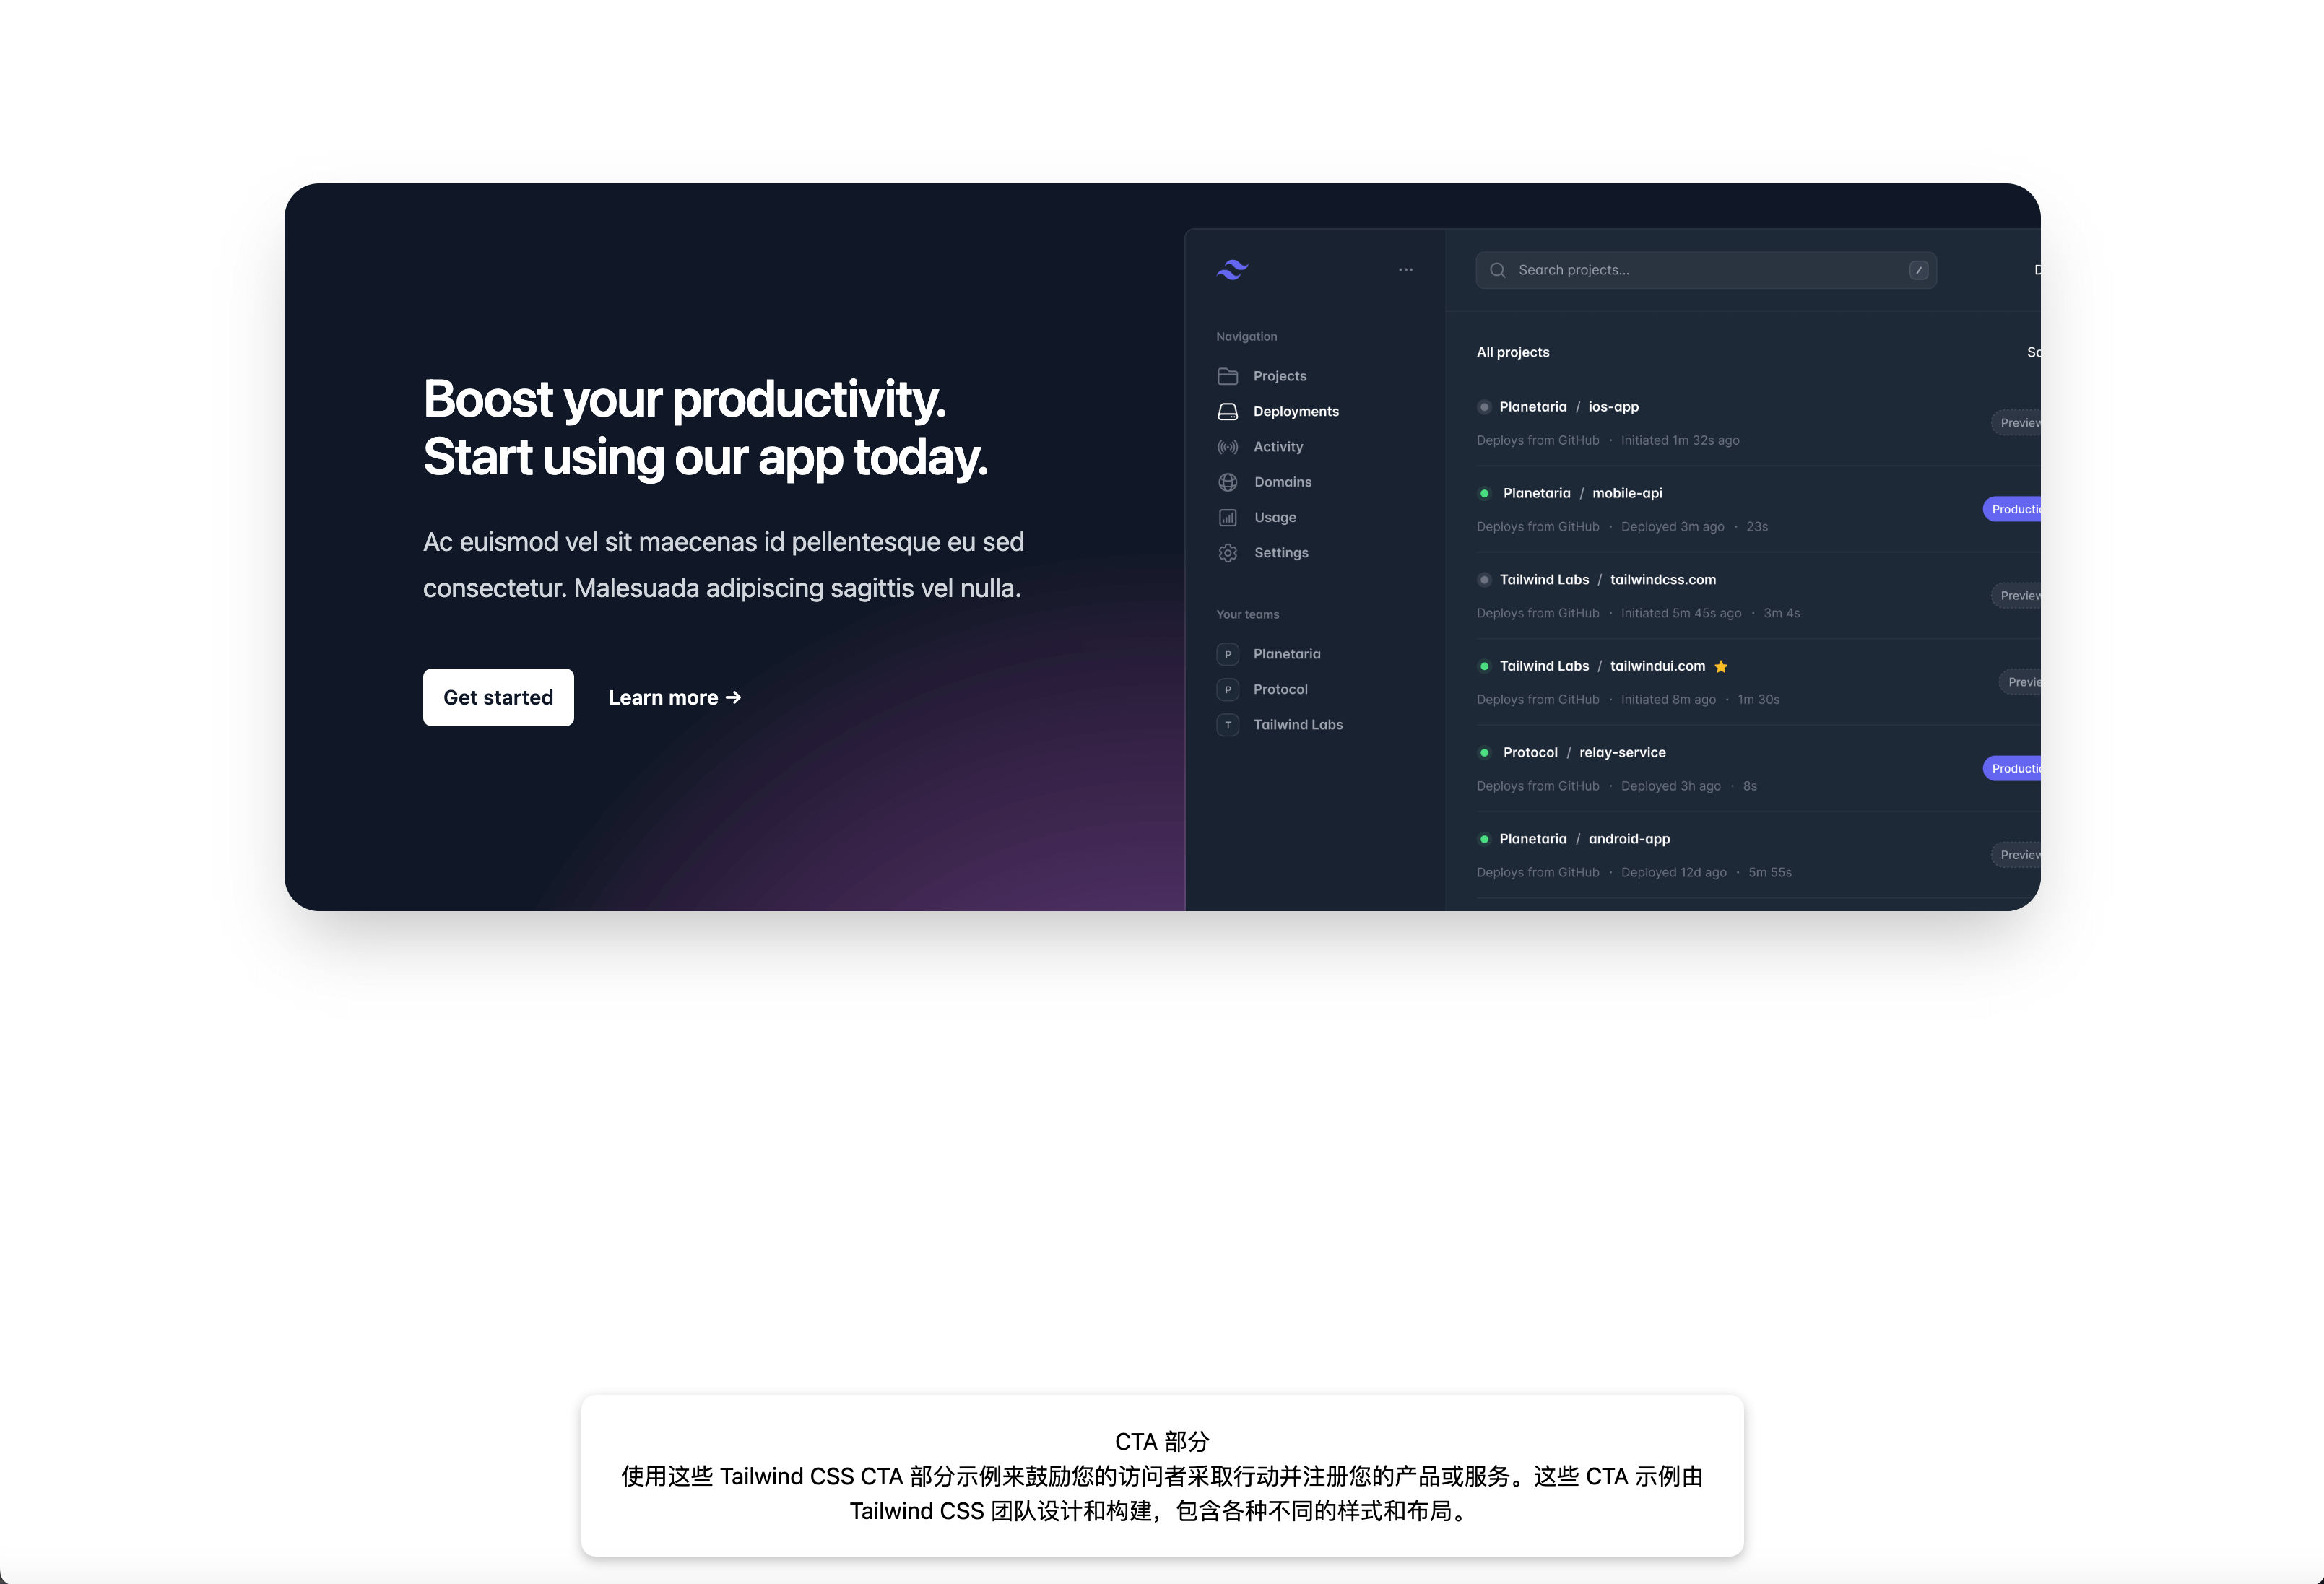 Boost your productivity.
Start using our app today.
Ac euismod vel sit maecenas id pellentesque eu sed
consectetur. Malesuada adipiscing sagittis vel nulla.
Get started
Learn more →
Navigation
Projects
Deployments
Activity
Domains
Usage
Settings
Your teams
P Planetaria
P Protocol
T Tailwind Labs
Search projects... /
All projects
Planetaria / ios-app
Deploys from GitHub · Initiated 1m 32s ago
Planetaria / mobile-api
Deploys from GitHub · Deployed 3m ago · 23s
Tailwind Labs / tailwindcss.com
Deploys from GitHub · Initiated 5m 45s ago · 3m 4s
Preview
Tailwind Labs / tailwindui.com
Deploys from GitHub · Initiated 8m ago · 1m 30s
Protocol / relay-service
Deploys from GitHub · Deployed 3h ago · 8s
Planetaria / android-app
Deploys from GitHub · Deployed 12d ago · 5m 55s
CTA 部分
使用这些 Tailwind CSS CTA 部分示例来鼓励您的访问者采取行动并注册您的产品或服务。这些 CTA 示例由
Tailwind CSS 团队设计和构建，包含各种不同的样式和布局。